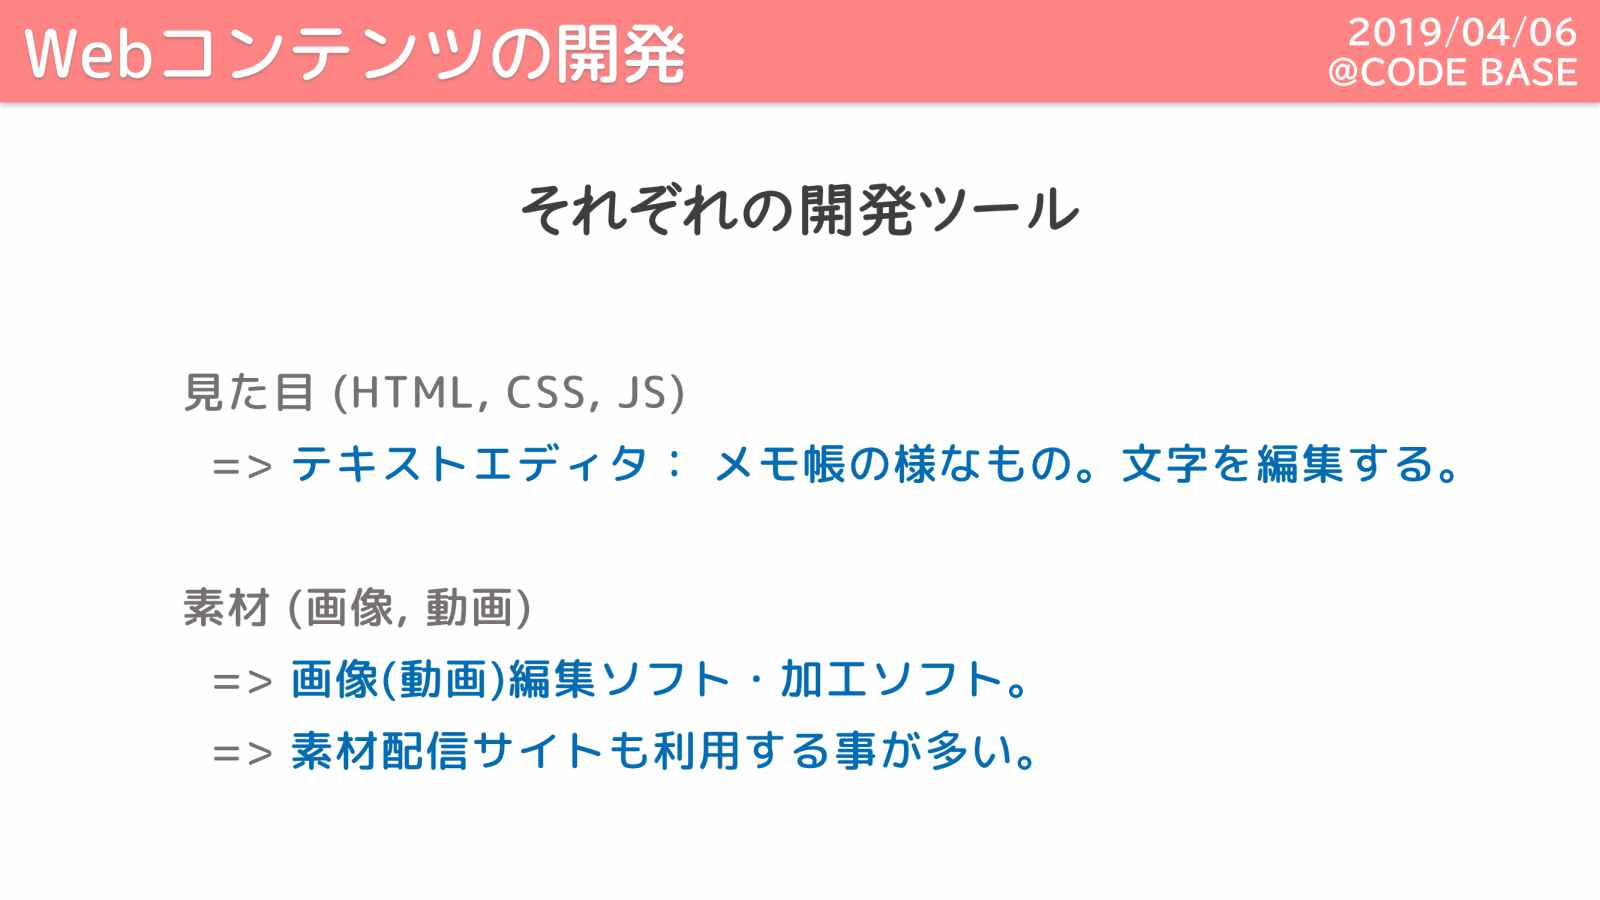 Webコンテンツの開発
2019/04/06
@CODE BASE
それぞれの開発ツール
見た目 (HTML, CSS, JS)
=> テキストエディタ： メモ帳の様なもの。文字を編集する。
素材 (画像, 動画)
=> 画像(動画)編集ソフト・加工ソフト。
=> 素材配信サイトも利用する事が多い。